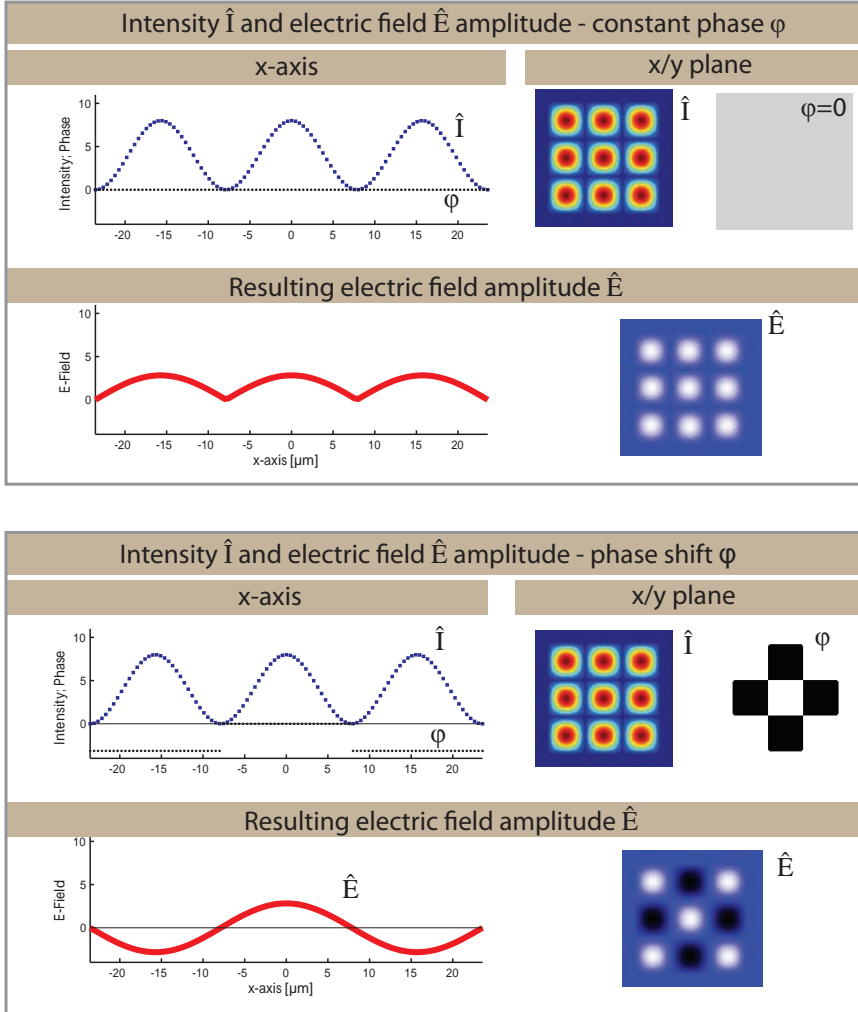 Intensity Î and electric field Ê amplitude - constant phase φ
x-axis
x/y plane
Intensity; Phase
10
5
0
Î
φ
-20 -15 -10 -5 0 5 10 15 20
Î
φ=0
Resulting electric field amplitude Ê
E-Field
10
5
0
-20 -15 -10 -5 0 5 10 15 20
x-axis [µm]
Ê
Intensity Î and electric field Ê amplitude - phase shift φ
x-axis
x/y plane
Intensity; Phase
10
5
0
Î
φ
-20 -15 -10 -5 0 5 10 15 20
Î
φ
Resulting electric field amplitude Ê
E-Field
10
5
0
Ê
-20 -15 -10 -5 0 5 10 15 20
x-axis [µm]
Ê